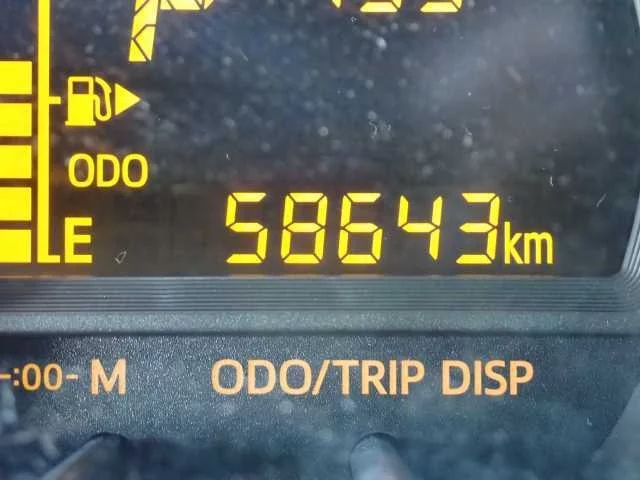 ODO
58643km
E
-:00- M ODO/TRIP DISP